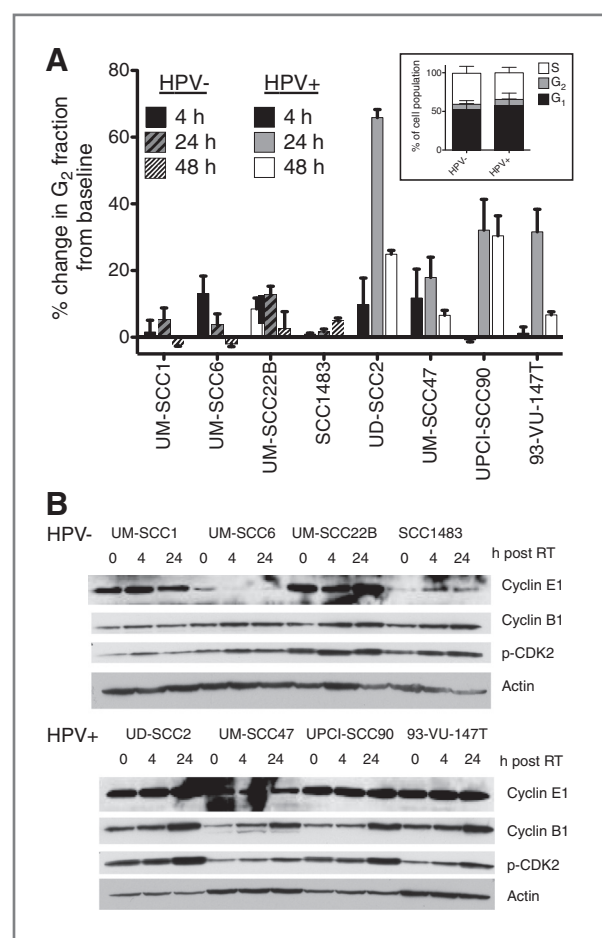 A
HPV- HPV+
4 h 4 h
24 h 24 h
48 h 48 h
% change in G2 fraction
from baseline
80
60
40
20
0
UM-SCC1
UM-SCC6
UM-SCC22B
SCC1483
UD-SCC2
UM-SCC47
UPCI-SCC90
93-VU-147T
% of cell population
100
50
0
HPV-
HPV+
S
G2
G1
B
HPV- UM-SCC1 UM-SCC6 UM-SCC22B SCC1483
0 4 24 0 4 24 0 4 24 0 4 24 h post RT
Cyclin E1
Cyclin B1
p-CDK2
Actin
HPV+ UD-SCC2 UM-SCC47 UPCI-SCC90 93-VU-147T
0 4 24 0 4 24 0 4 24 0 4 24 h post RT
Cyclin E1
Cyclin B1
p-CDK2
Actin